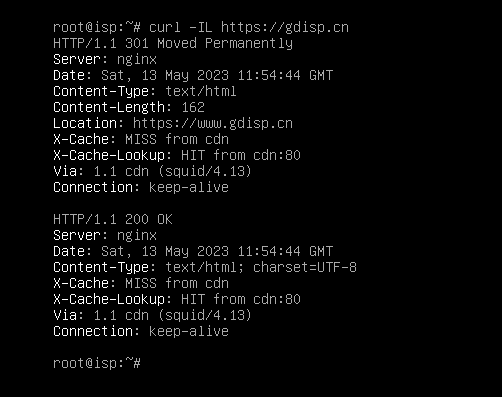 root@isp:~# curl -IL https://gdisp.cn
HTTP/1.1 301 Moved Permanently
Server: nginx
Date: Sat, 13 May 2023 11:54:44 GMT
Content-Type: text/html
Content-Length: 162
Location: https://www.gdisp.cn
X-Cache: MISS from cdn
X-Cache-Lookup: HIT from cdn:80
Via: 1.1 cdn (squid/4.13)
Connection: keep-alive

HTTP/1.1 200 OK
Server: nginx
Date: Sat, 13 May 2023 11:54:44 GMT
Content-Type: text/html; charset=UTF-8
X-Cache: MISS from cdn
X-Cache-Lookup: HIT from cdn:80
Via: 1.1 cdn (squid/4.13)
Connection: keep-alive

root@isp:~#